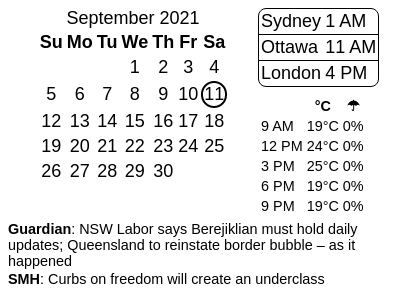 September 2021
Su Mo Tu We Th Fr Sa
1 2 3 4
5 6 7 8 9 10 11
12 13 14 15 16 17 18
19 20 21 22 23 24 25
26 27 28 29 30
Sydney 1 AM
Ottawa 11 AM
London 4 PM
°C ☂
9 AM 19°C 0%
12 PM 24°C 0%
3 PM 25°C 0%
6 PM 19°C 0%
9 PM 19°C 0%
Guardian: NSW Labor says Berejiklian must hold daily
updates; Queensland to reinstate border bubble – as it
happened
SMH: Curbs on freedom will create an underclass